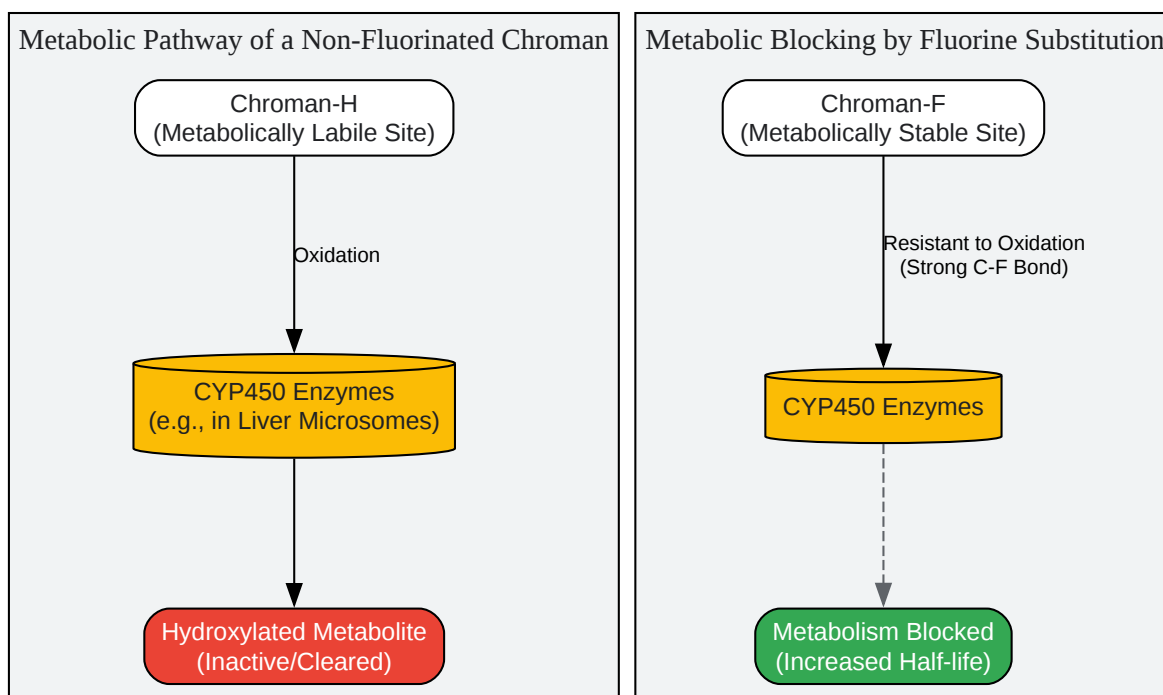 Metabolic Pathway of a Non-Fluorinated Chroman
Chroman-H
(Metabolically Labile Site)
Oxidation
CYP450 Enzymes
(e.g., in Liver Microsomes)
Hydroxylated Metabolite
(Inactive/Cleared)
Metabolic Blocking by Fluorine Substitution
Chroman-F
(Metabolically Stable Site)
Resistant to Oxidation
(Strong C-F Bond)
CYP450 Enzymes
Metabolism Blocked
(Increased Half-life)